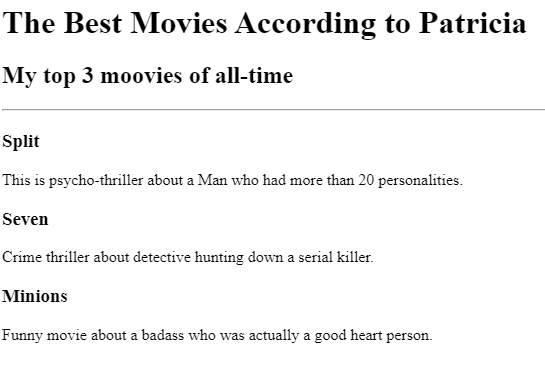 The Best Movies According to Patricia
My top 3 moovies of all-time
Split
This is psycho-thriller about a Man who had more than 20 personalities.
Seven
Crime thriller about detective hunting down a serial killer.
Minions
Funny movie about a badass who was actually a good heart person.